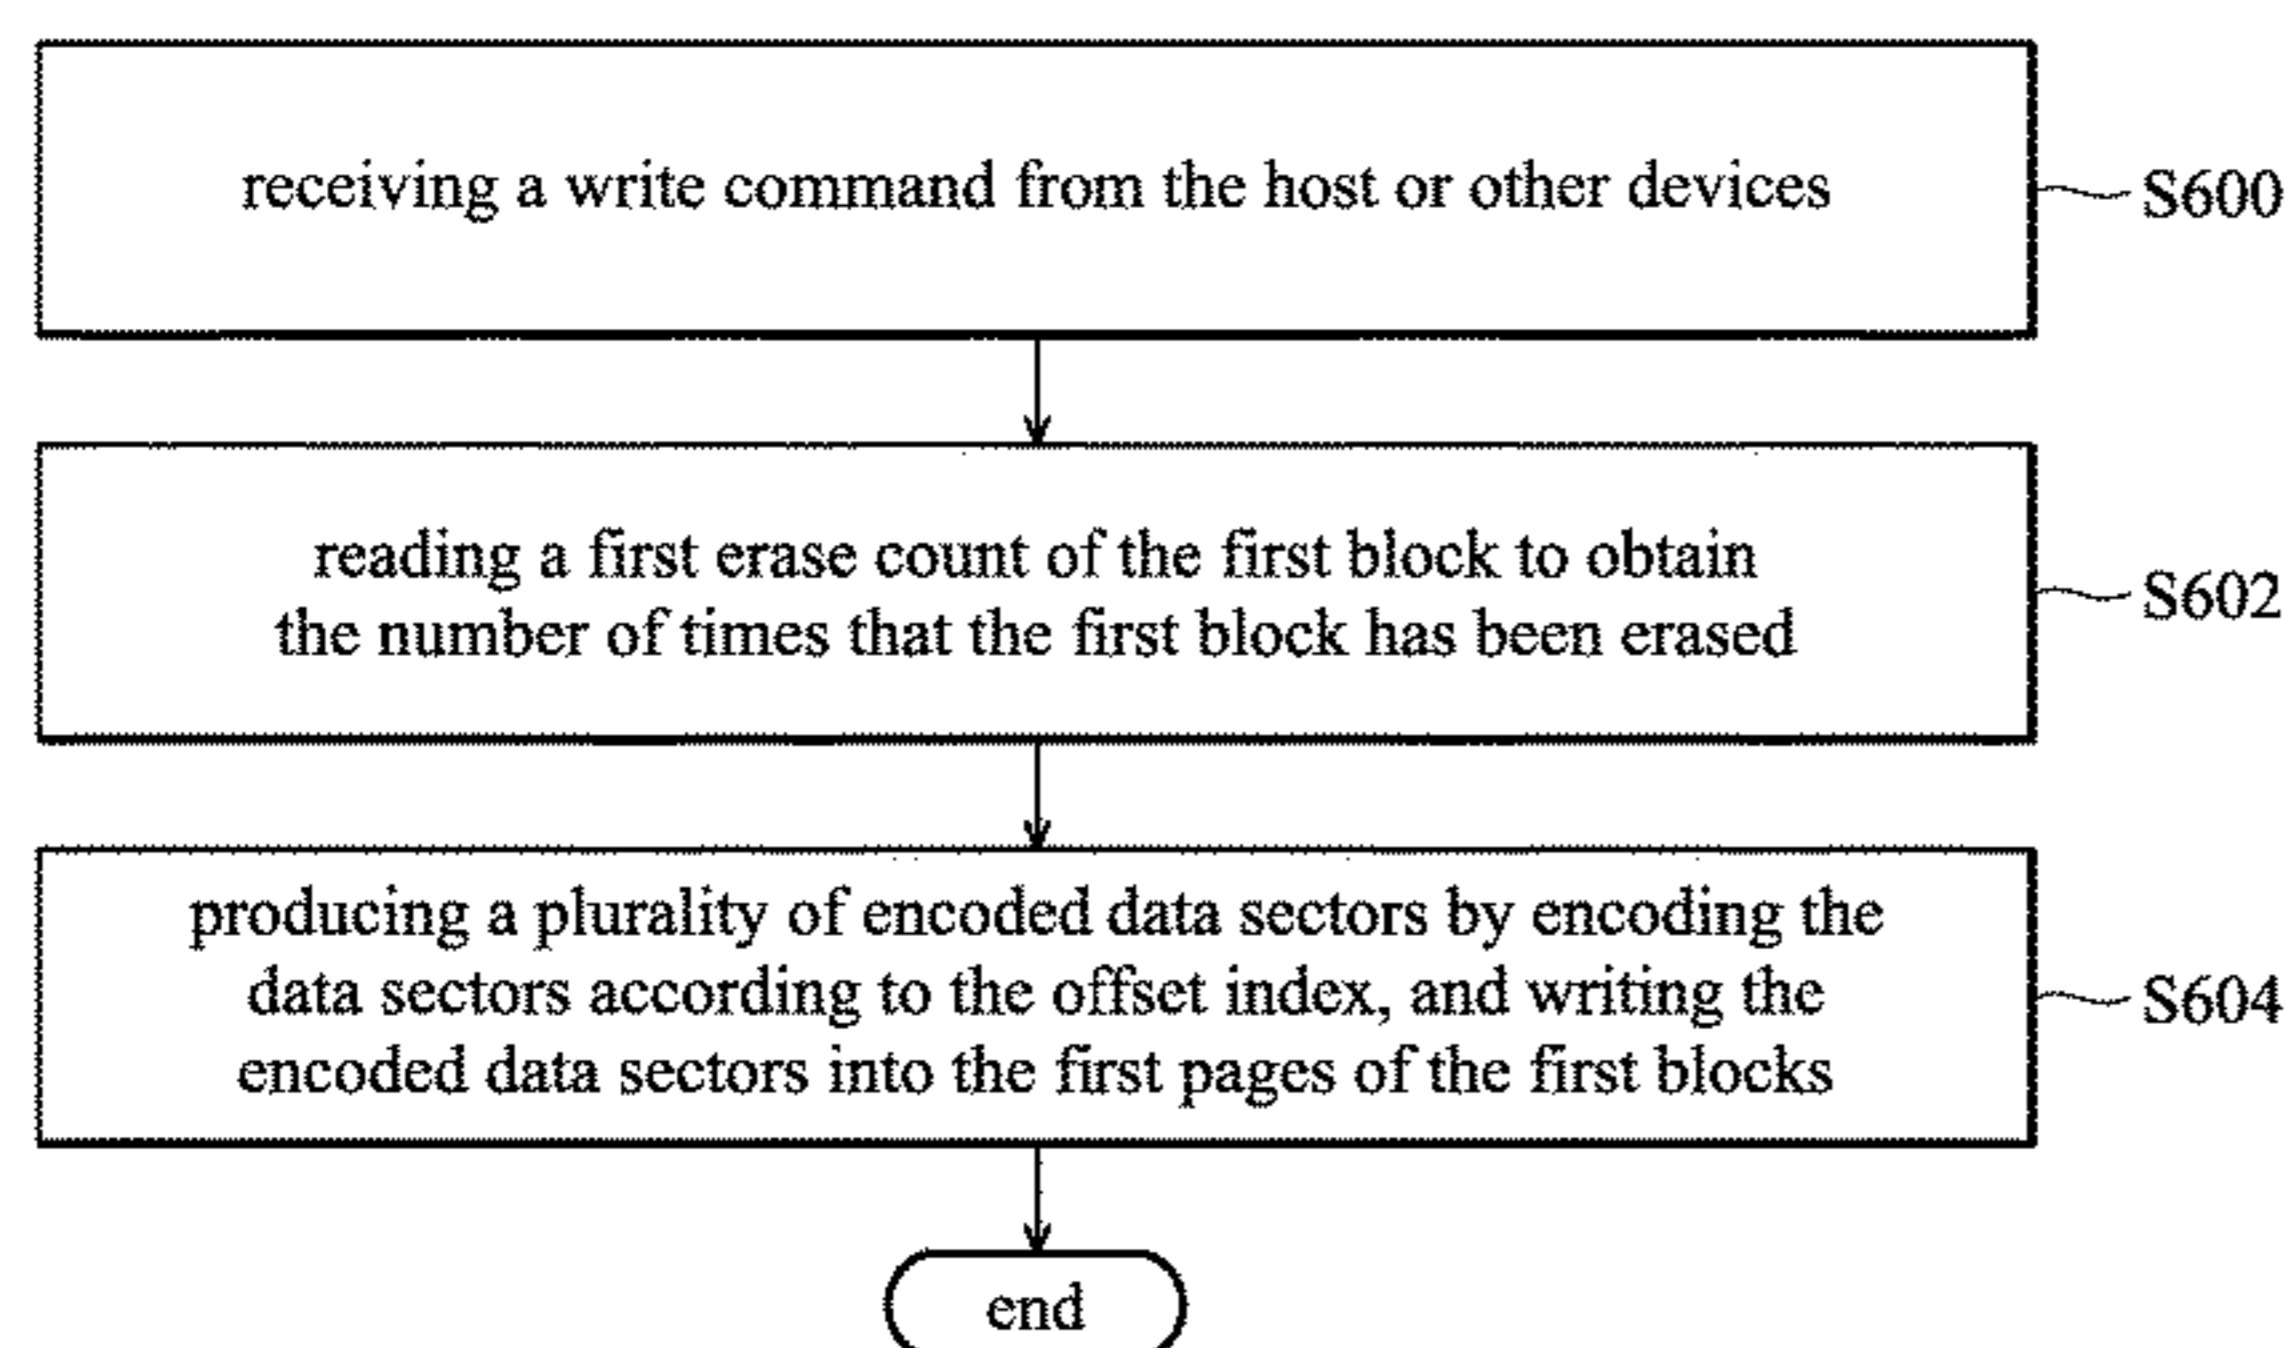 receiving a write command from the host or other devices
S600
reading a first erase count of the first block to obtain
the number of times that the first block has been erased
S602
producing a plurality of encoded data sectors by encoding the
data sectors according to the offset index, and writing the
encoded data sectors into the first pages of the first blocks
S604
end